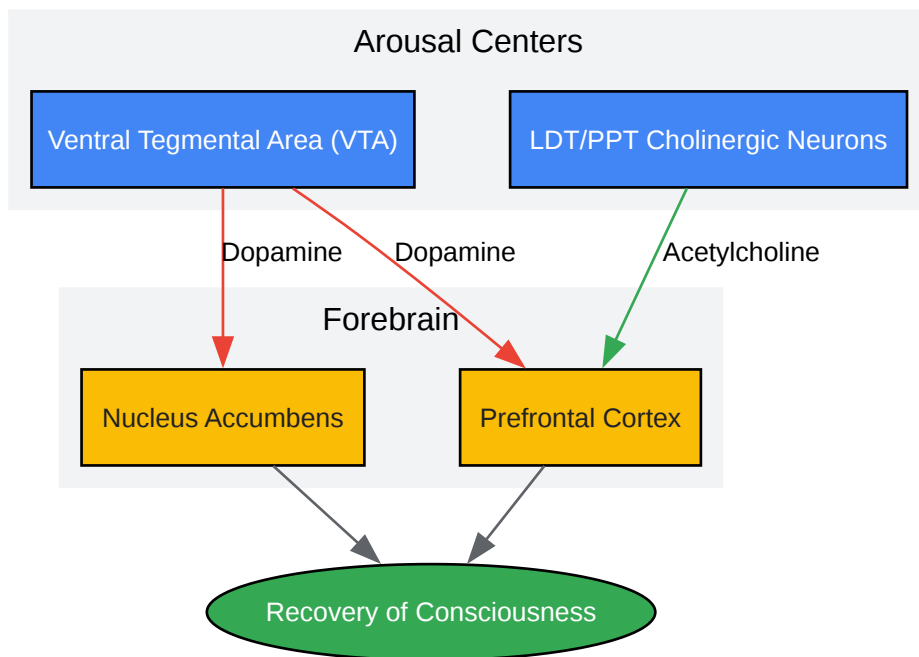 Arousal Centers
Ventral Tegmental Area (VTA)
LDT/PPT Cholinergic Neurons
Dopamine
Dopamine
Acetylcholine
Forebrain
Nucleus Accumbens
Prefrontal Cortex
Recovery of Consciousness